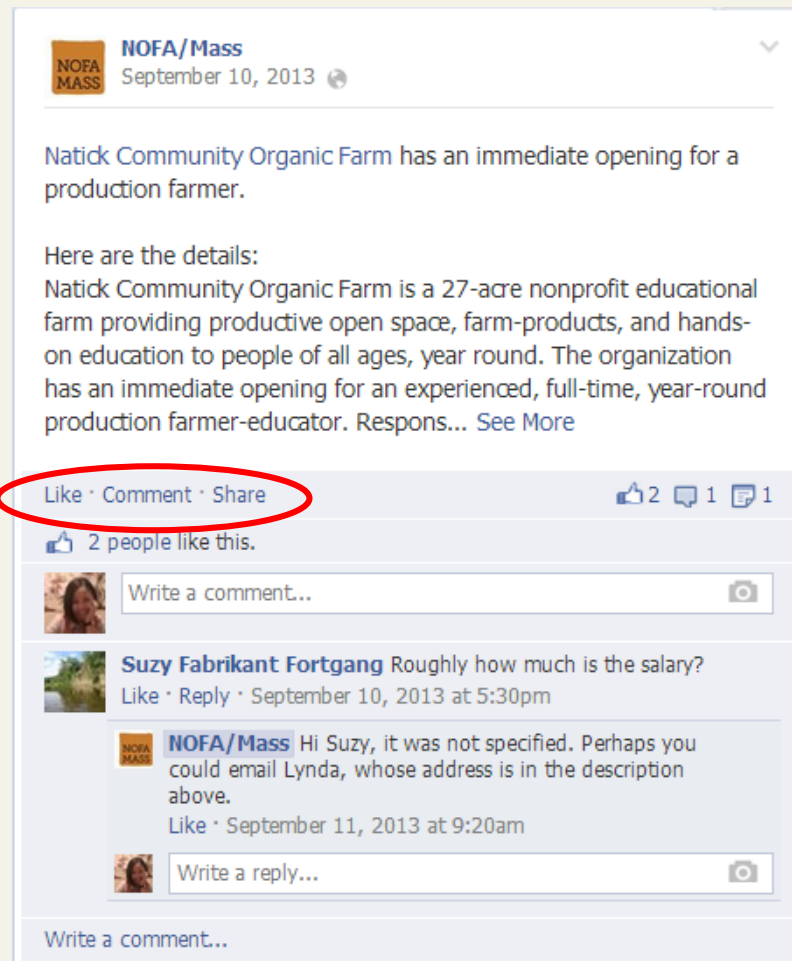 NOFA
MASS
NOFA/Mass
September 10, 2013
Natick Community Organic Farm has an immediate opening for a
production farmer.
Here are the details:
Natick Community Organic Farm is a 27-acre nonprofit educational
farm providing productive open space, farm-products, and hands-
on education to people of all ages, year round. The organization
has an immediate opening for an experienced, full-time, year-round
production farmer-educator. Respons... See More
Like · Comment · Share 2 1 1
2 people like this.
Write a comment...
Suzy Fabrikant Fortgang Roughly how much is the salary?
Like · Reply · September 10, 2013 at 5:30pm
NOFA
MASS
NOFA/Mass Hi Suzy, it was not specified. Perhaps you
could email Lynda, whose address is in the description
above.
Like · September 11, 2013 at 9:20am
Write a reply...
Write a comment...